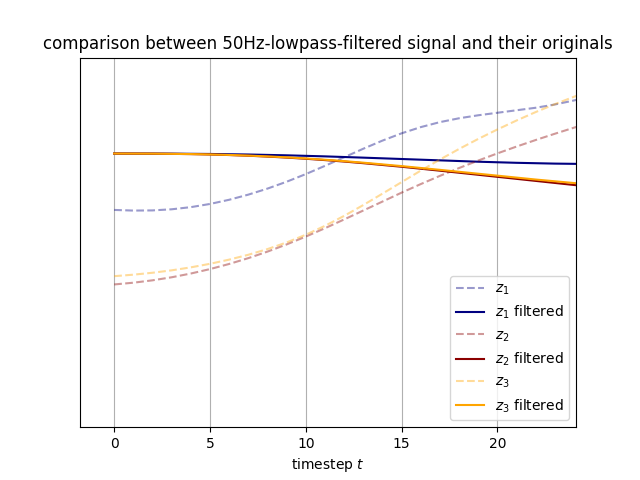 comparison between 50Hz-lowpass-filtered signal and their originals
z₁
z₁ filtered
z₂
z₂ filtered
z₃
z₃ filtered
0 5 10 15 20
timestep t